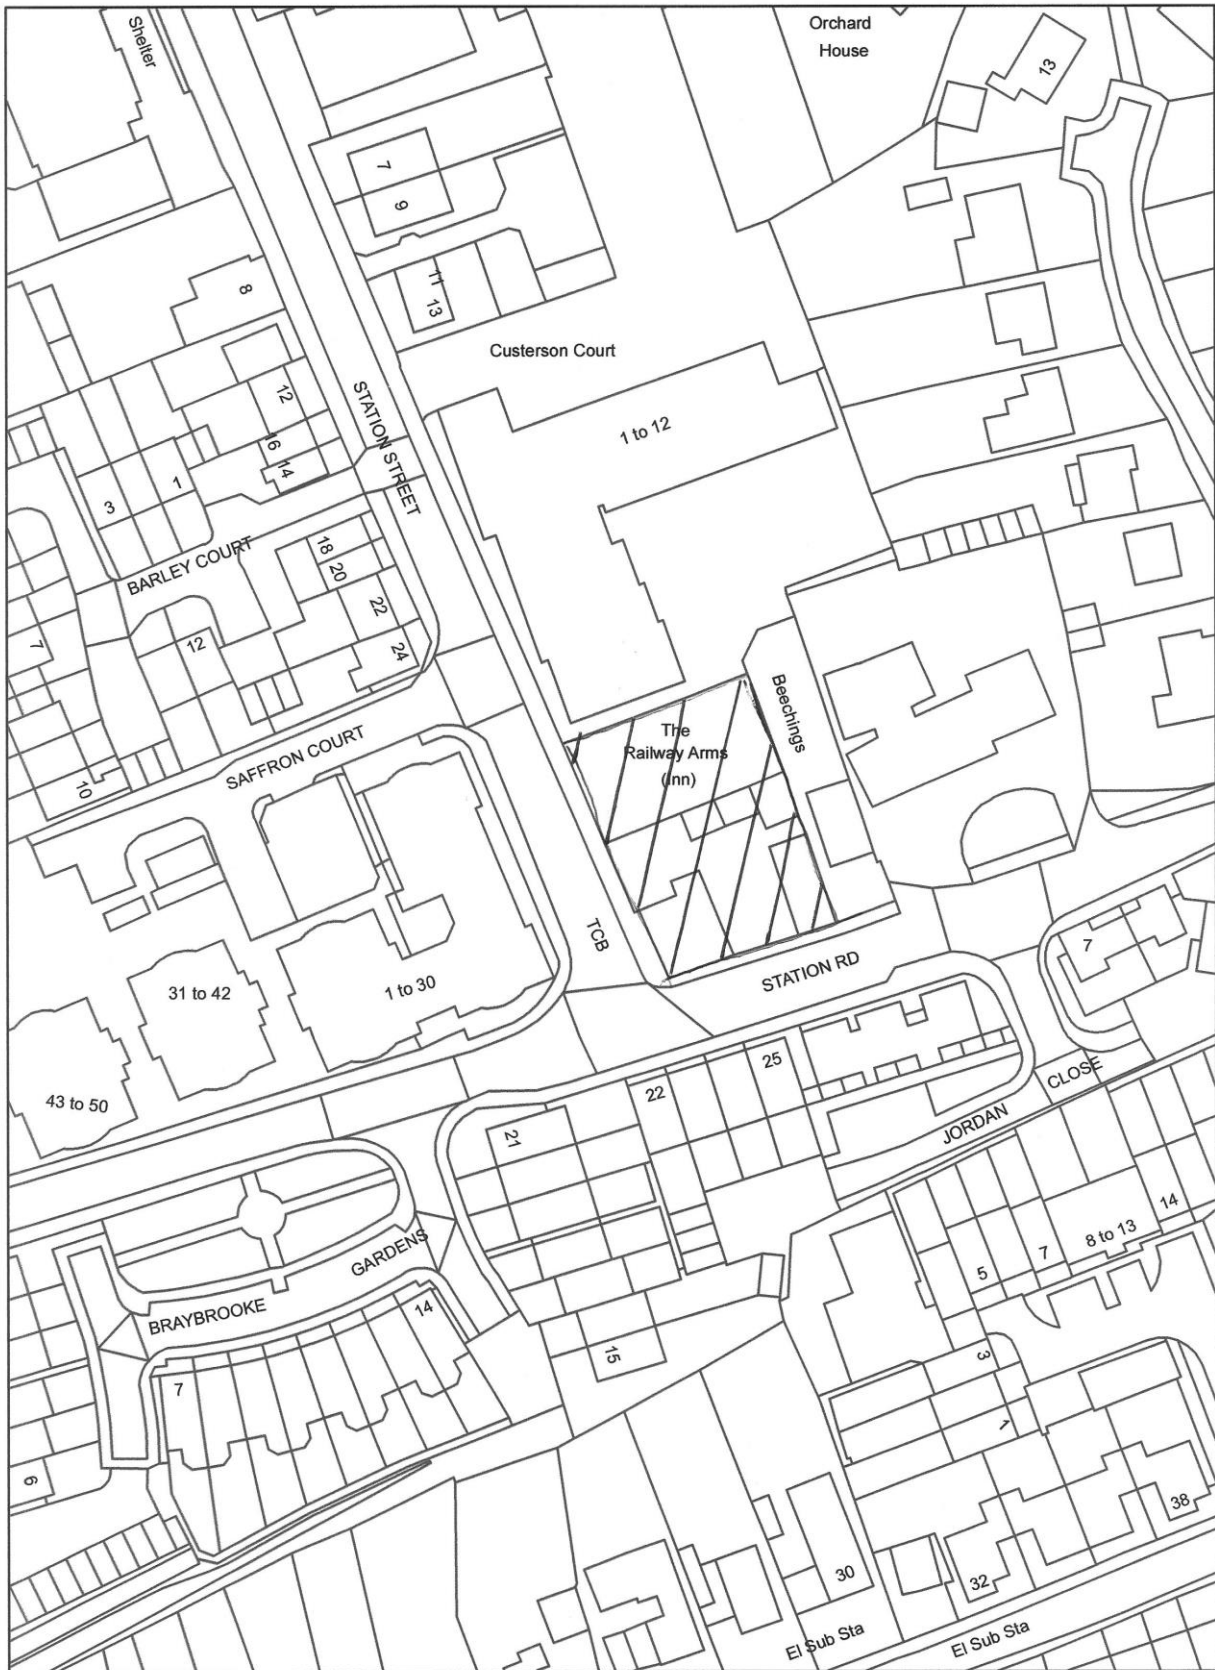 Shelter
Orchard
House
13
7
9
11
13
8
Custerson Court
12
16
14
STATION STREET
1 to 12
3
1
BARLEY COURT
18
20
22
24
7
12
10
SAFFRON COURT
The
Railway Arms
(Inn)
Beechings
TCB
STATION RD
7
31 to 42
1 to 30
43 to 50
CLOSE
JORDAN
25
22
21
14
8 to 13
7
5
GARDENS
BRAYBROOKE
14
15
7
3
1
6
38
30
32
El Sub Sta
El Sub Sta